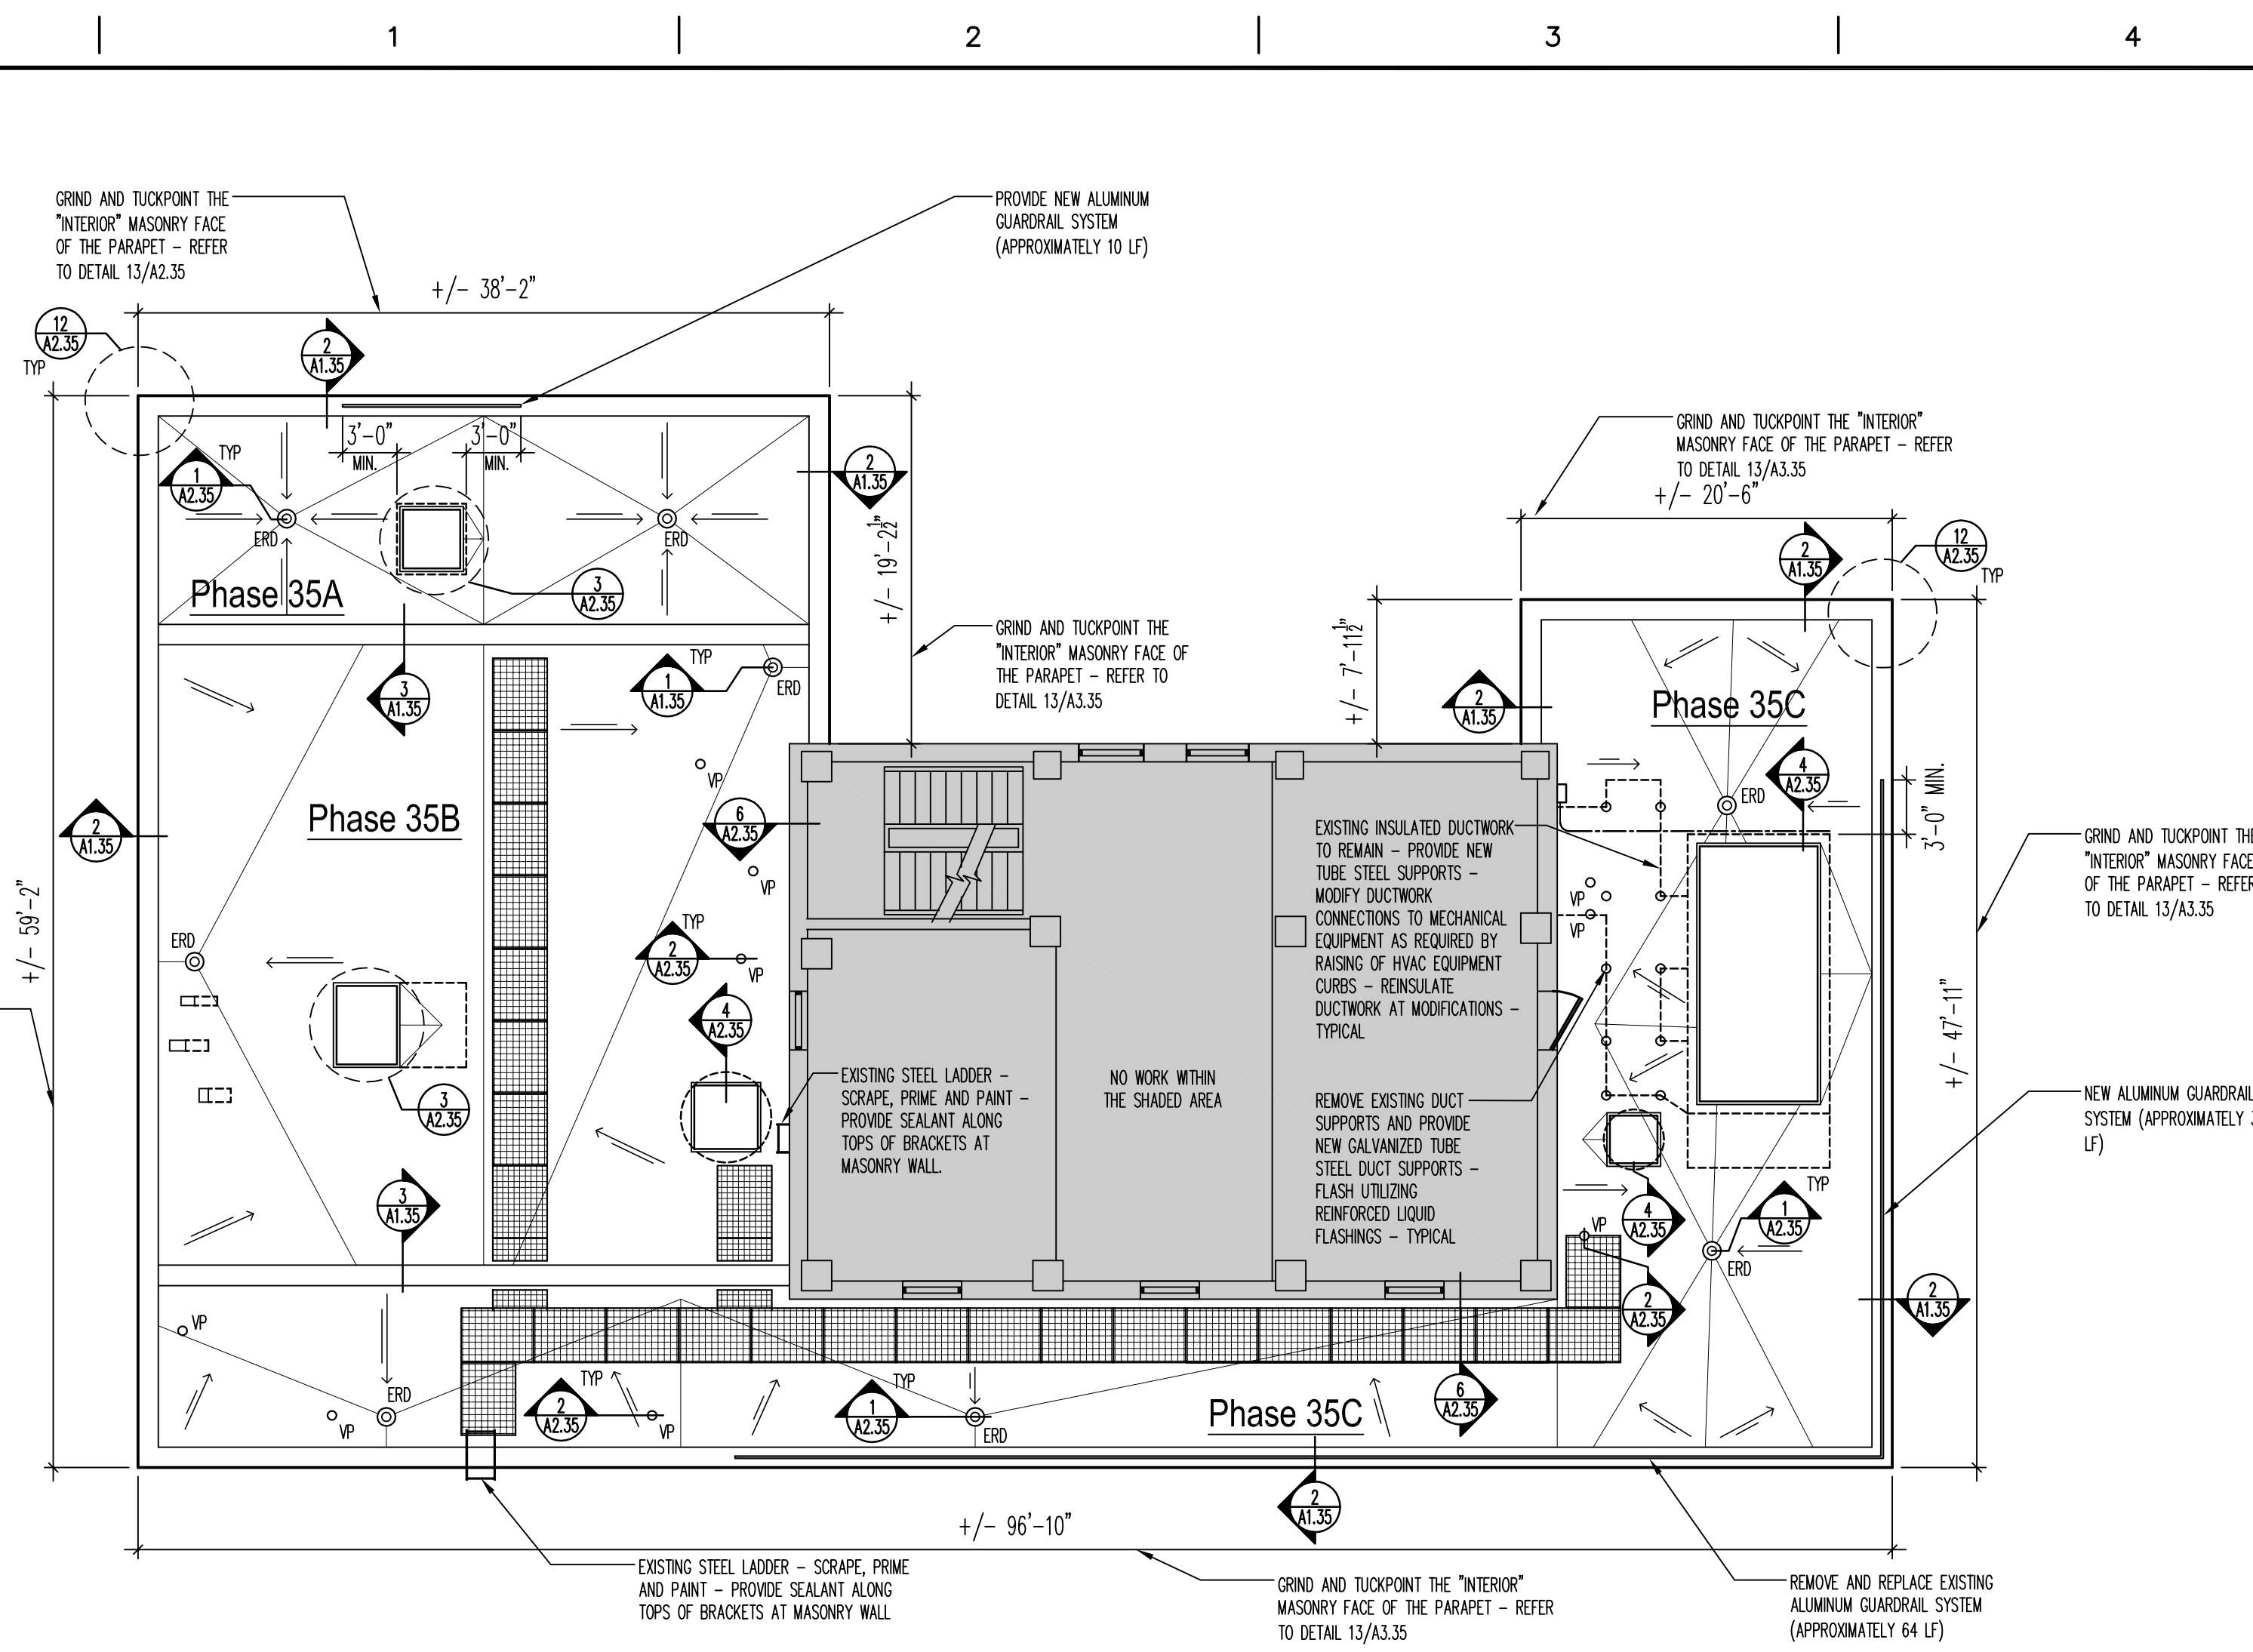 1
2
3
4
GRIND AND TUCKPOINT THE
"INTERIOR" MASONRY FACE
OF THE PARAPET – REFER
TO DETAIL 13/A2.35
PROVIDE NEW ALUMINUM
GUARDRAIL SYSTEM
(APPROXIMATELY 10 LF)
+/– 38'–2"
12
A2.35
TYP
2
A1.35
3'–0"
MIN.
3'–0"
MIN.
TYP
1
A2.35
ERD
ERD
2
A1.35
Phase 35A
3
A2.35
+/– 19'–2½"
GRIND AND TUCKPOINT THE
"INTERIOR" MASONRY FACE OF
THE PARAPET – REFER TO
DETAIL 13/A3.35
GRIND AND TUCKPOINT THE "INTERIOR"
MASONRY FACE OF THE PARAPET – REFER
TO DETAIL 13/A3.35
+/– 20'–6"
2
A1.35
12
A2.35
TYP
+/– 7'–11½"
2
A1.35
Phase 35C
4
A2.35
ERD
3'–0" MIN.
3
A1.35
TYP
1
A1.35
ERD
VP
Phase 35B
6
A2.35
VP
2
A1.35
+/– 59'–2"
ERD
TYP
2
A2.35
VP
4
A2.35
3
A2.35
3
A1.35
EXISTING INSULATED DUCTWORK
TO REMAIN – PROVIDE NEW
TUBE STEEL SUPPORTS –
MODIFY DUCTWORK
CONNECTIONS TO MECHANICAL
EQUIPMENT AS REQUIRED BY
RAISING OF HVAC EQUIPMENT
CURBS – REINSULATE
DUCTWORK AT MODIFICATIONS –
TYPICAL
VP
VP
GRIND AND TUCKPOINT THE
"INTERIOR" MASONRY FACE
OF THE PARAPET – REFER
TO DETAIL 13/A3.35
+/– 47'–11"
EXISTING STEEL LADDER –
SCRAPE, PRIME AND PAINT –
PROVIDE SEALANT ALONG
TOPS OF BRACKETS AT
MASONRY WALL.
NO WORK WITHIN
THE SHADED AREA
REMOVE EXISTING DUCT
SUPPORTS AND PROVIDE
NEW GALVANIZED TUBE
STEEL DUCT SUPPORTS –
FLASH UTILIZING
REINFORCED LIQUID
FLASHINGS – TYPICAL
NEW ALUMINUM GUARDRAIL
SYSTEM (APPROXIMATELY
LF)
4
A2.35
VP
TYP
1
A2.35
ERD
2
A2.35
2
A1.35
VP
ERD
VP
TYP
2
A2.35
VP
TYP
1
A2.35
ERD
Phase 35C
6
A2.35
2
A1.35
+/– 96'–10"
EXISTING STEEL LADDER – SCRAPE, PRIME
AND PAINT – PROVIDE SEALANT ALONG
TOPS OF BRACKETS AT MASONRY WALL
GRIND AND TUCKPOINT THE "INTERIOR"
MASONRY FACE OF THE PARAPET – REFER
TO DETAIL 13/A3.35
REMOVE AND REPLACE EXISTING
ALUMINUM GUARDRAIL SYSTEM
(APPROXIMATELY 64 LF)